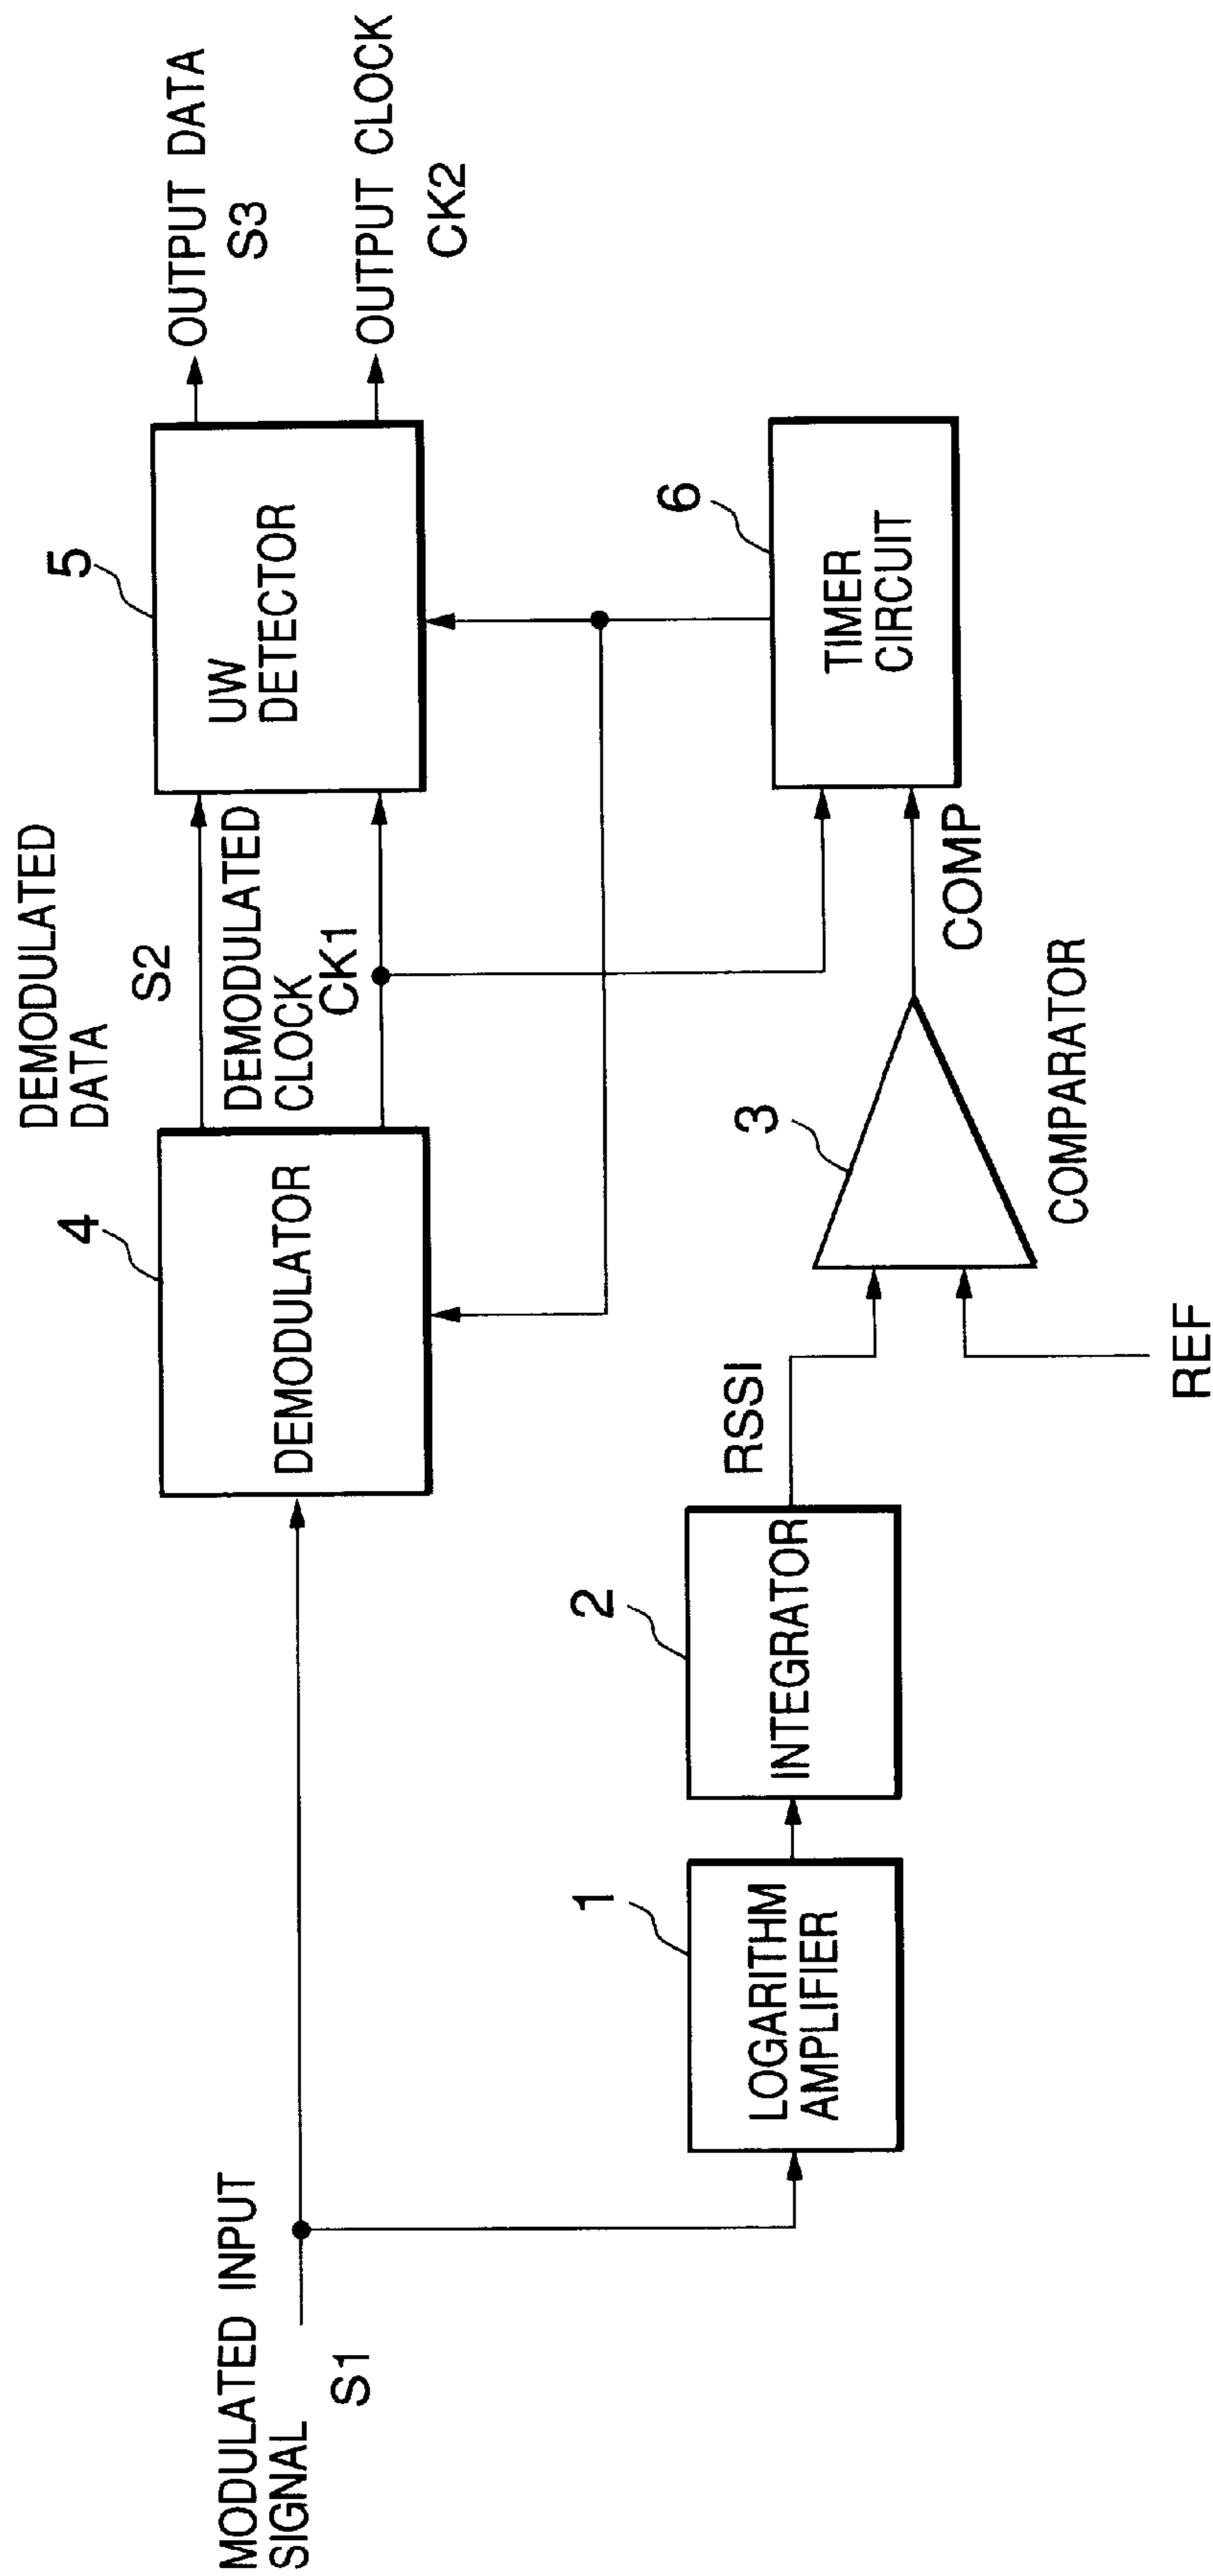 MODULATED INPUT
SIGNAL
S1
4
DEMODULATOR
DEMODULATED
DATA
S2
DEMODULATED
CLOCK
CK1
5
UW
DETECTOR
OUTPUT DATA
S3
OUTPUT CLOCK
CK2
1
LOGARITHM
AMPLIFIER
2
INTEGRATOR
RSSI
REF
3
COMPARATOR
COMP
6
TIMER
CIRCUIT